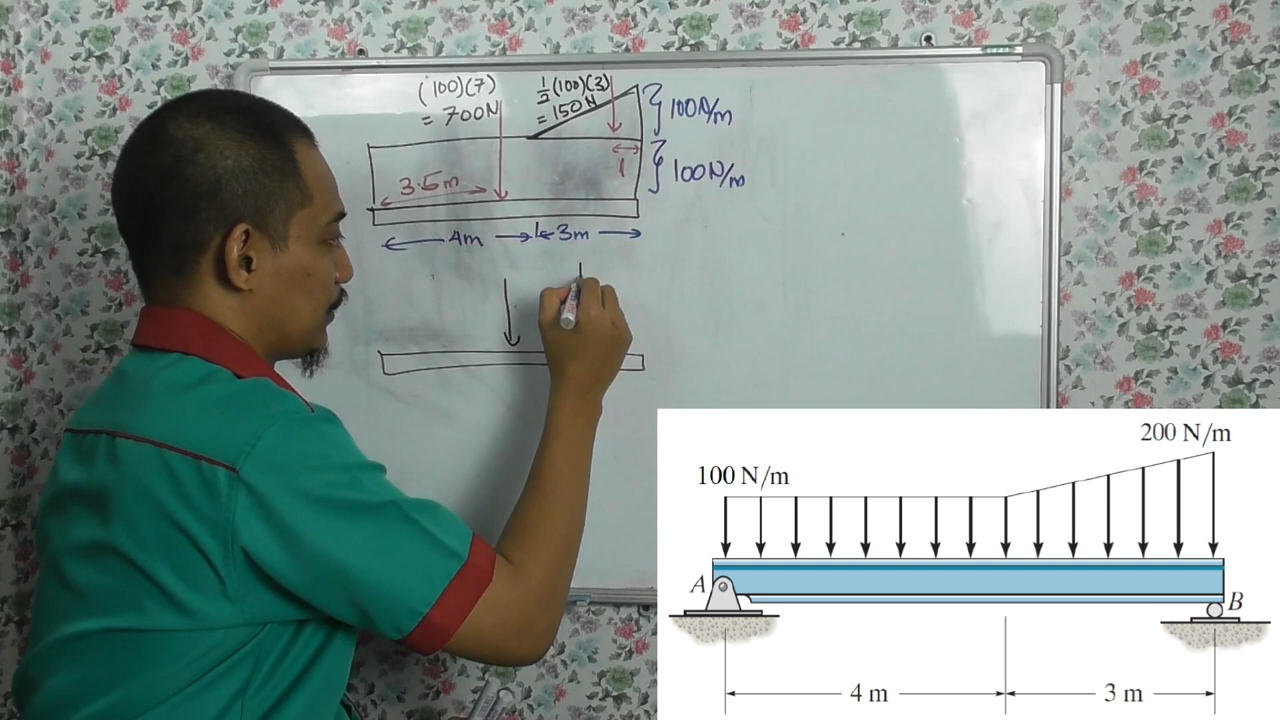 (100)(7)
= 700N
1/2(100)(3)
= 150N
100N/m
100N/m
3.5m
1
4m
3m
200 N/m
100 N/m
A
B
4 m
3 m